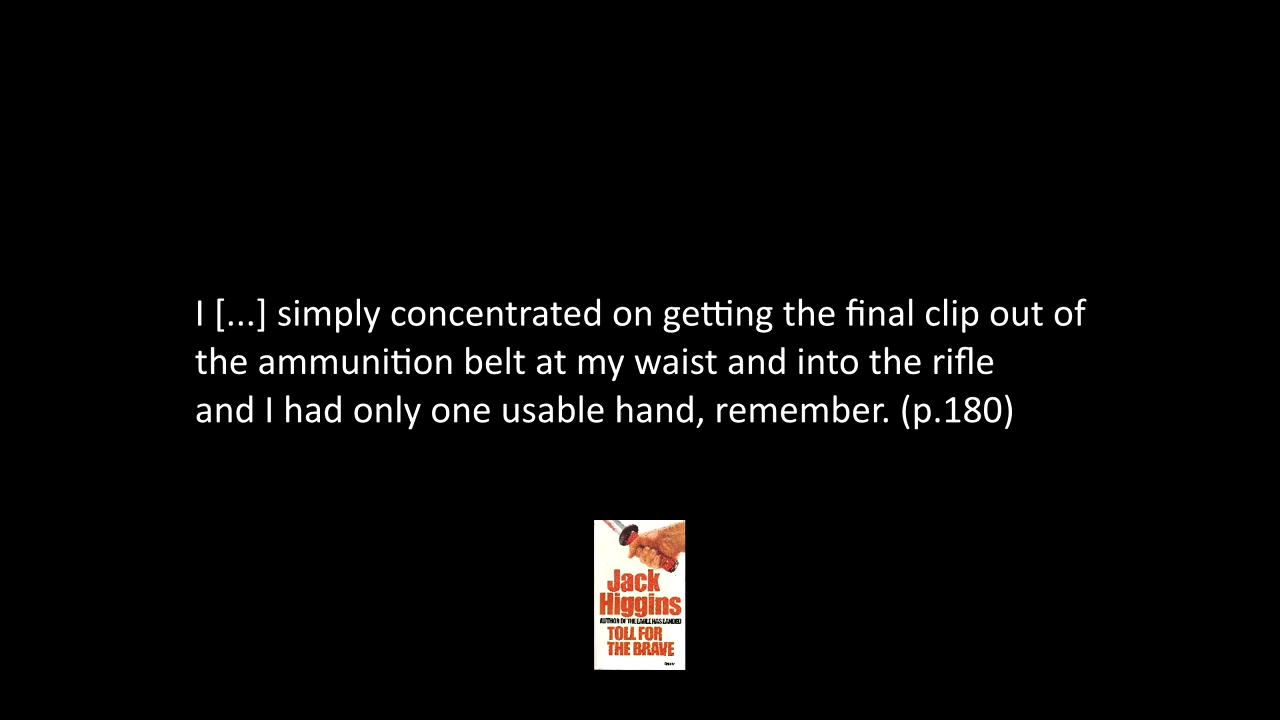 I [...] simply concentrated on getting the final clip out of
the ammunition belt at my waist and into the rifle
and I had only one usable hand, remember. (p.180)
Jack
Higgins
AUTHOR OF THE EAGLE HAS LANDED
TOLL FOR
THE BRAVE